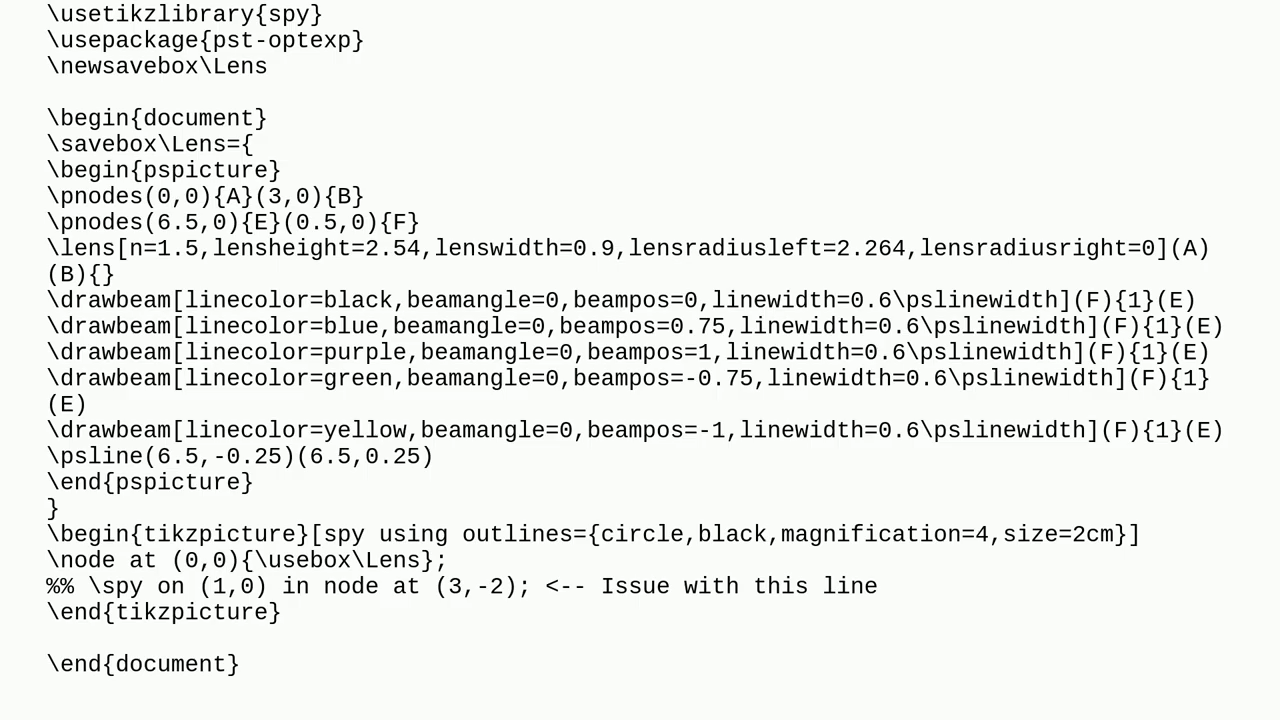 \usetikzlibrary{spy}
\usepackage{pst-optexp}
\newsavebox\Lens
\begin{document}
\savebox\Lens={
\begin{pspicture}
\pnodes(0,0){A}(3,0){B}
\pnodes(6.5,0){E}(0.5,0){F}
\lens[n=1.5,lensheight=2.54,lenswidth=0.9,lensradiusleft=2.264,lensradiusright=0](A)
(B){}
\drawbeam[linecolor=black,beamangle=0,beampos=0,linewidth=0.6\pslinewidth](F){1}(E)
\drawbeam[linecolor=blue,beamangle=0,beampos=0.75,linewidth=0.6\pslinewidth](F){1}(E)
\drawbeam[linecolor=purple,beamangle=0,beampos=1,linewidth=0.6\pslinewidth](F){1}(E)
\drawbeam[linecolor=green,beamangle=0,beampos=-0.75,linewidth=0.6\pslinewidth](F){1}
(E)
\drawbeam[linecolor=yellow,beamangle=0,beampos=-1,linewidth=0.6\pslinewidth](F){1}(E)
\psline(6.5,-0.25)(6.5,0.25)
\end{pspicture}
}
\begin{tikzpicture}[spy using outlines={circle,black,magnification=4,size=2cm}]
\node at (0,0){\usebox\Lens};
%% \spy on (1,0) in node at (3,-2); <-- Issue with this line
\end{tikzpicture}
\end{document}